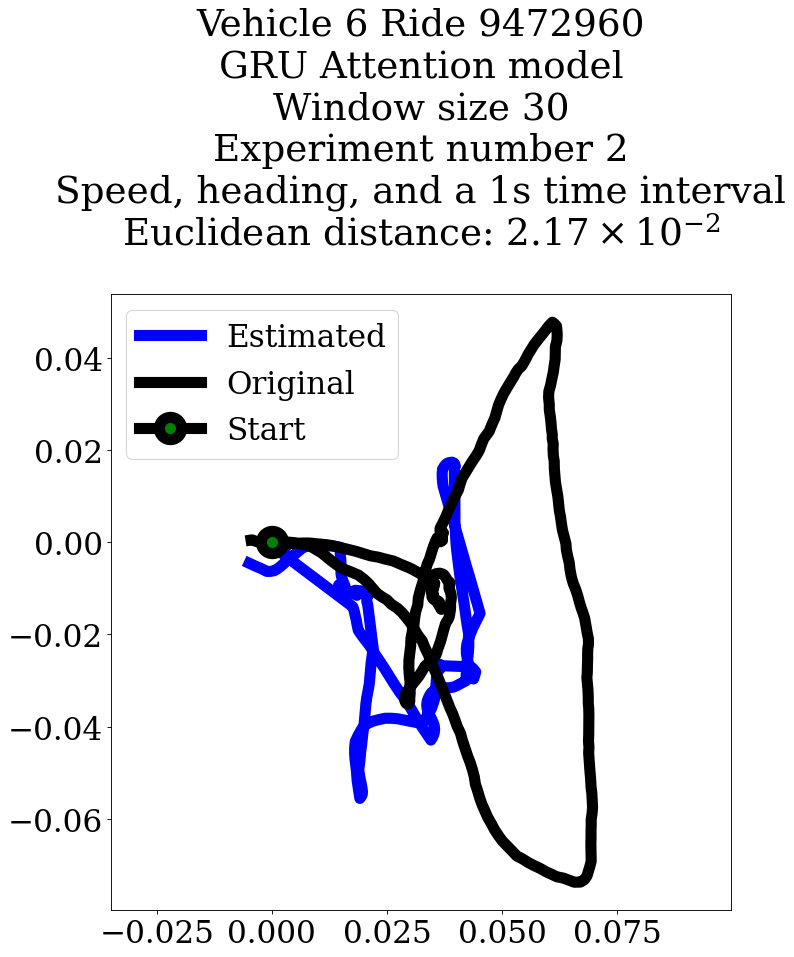 Vehicle 6 Ride 9472960
GRU Attention model
Window size 30
Experiment number 2
Speed, heading, and a 1s time interval
Euclidean distance: 2.17 × 10⁻²
Estimated
Original
Start
0.04
0.02
0.00
−0.02
−0.04
−0.06
−0.025 0.000 0.025 0.050 0.075